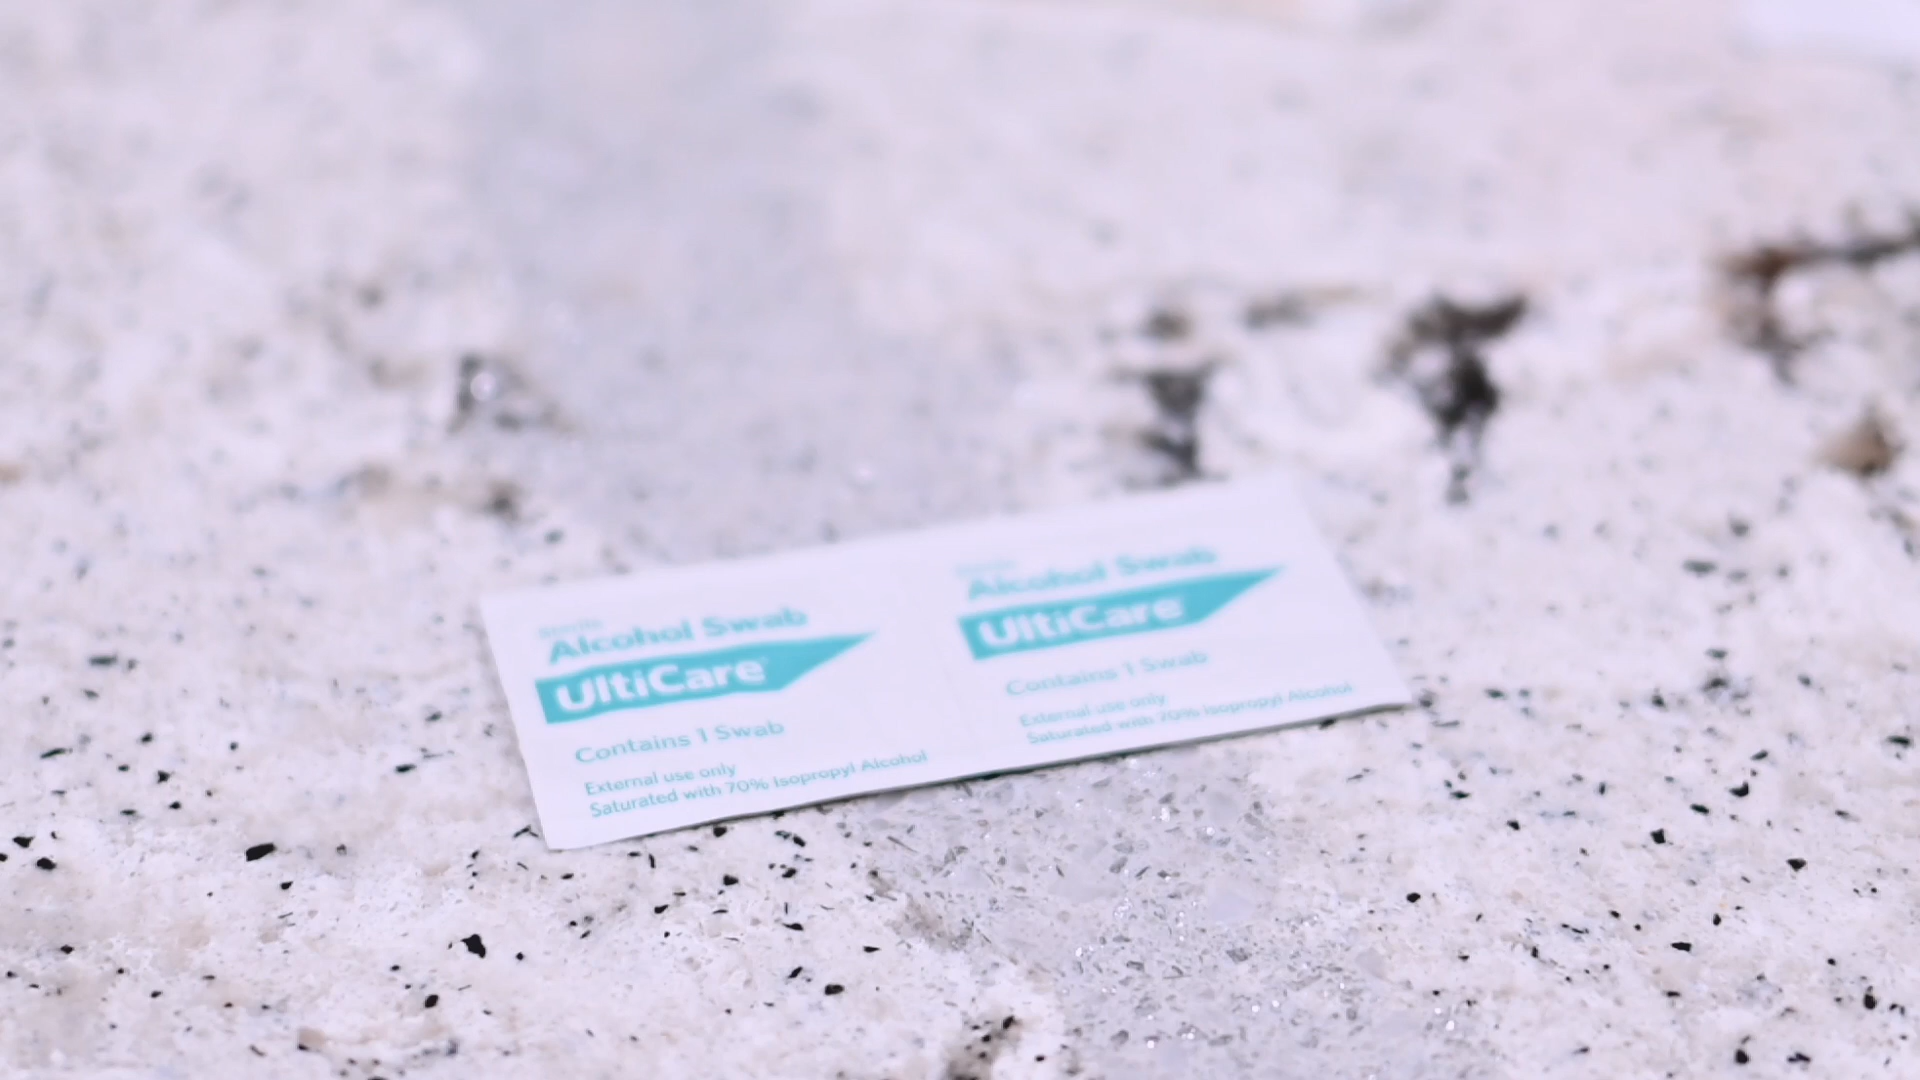 Alcohol Swab
UltiCare
Contains 1 Swab
External use only
Saturated with 70% Isopropyl Alcohol
Alcohol Swab
UltiCare
Contains 1 Swab
External use only
Saturated with 70% Isopropyl Alcohol